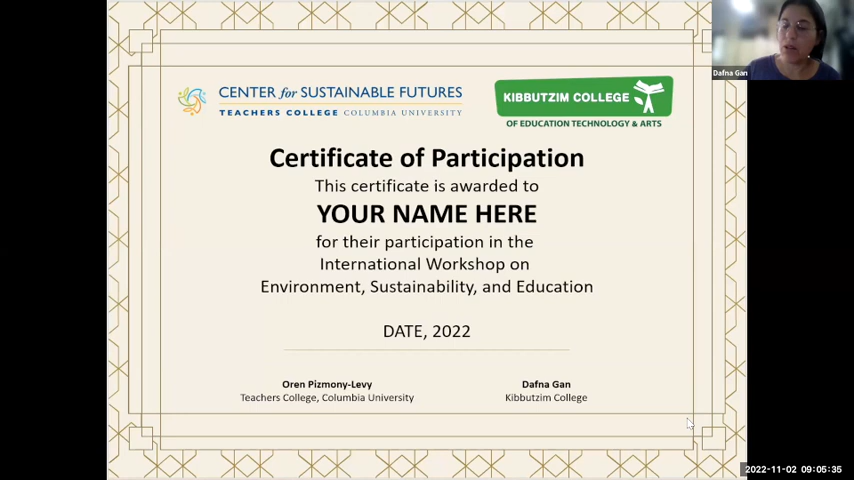 Dafna Gan
CENTER for SUSTAINABLE FUTURES
TEACHERS COLLEGE COLUMBIA UNIVERSITY
KIBBUTZIM COLLEGE
OF EDUCATION TECHNOLOGY & ARTS
Certificate of Participation
This certificate is awarded to
YOUR NAME HERE
for their participation in the
International Workshop on
Environment, Sustainability, and Education
DATE, 2022
Oren Pizmony-Levy
Teachers College, Columbia University
Dafna Gan
Kibbutzim College
2022-11-02 09:05:35